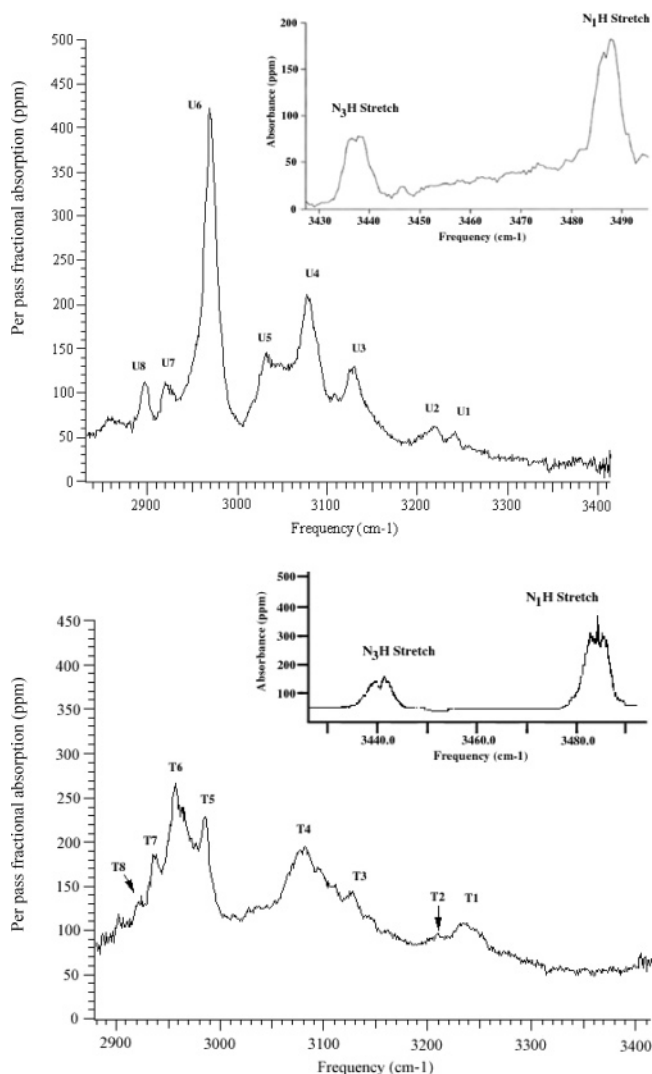 500
450
400
350
300
250
200
150
100
50
0
Per pass fractional absorption (ppm)
U8
U7
U6
U5
U4
U3
U2
U1
2900
3000
3100
3200
3300
3400
Frequency (cm-1)
200
150
100
50
0
Absorbance (ppm)
N3H Stretch
N1H Stretch
3430
3440
3450
3460
3470
3480
3490
Frequency (cm-1)
450
400
350
300
250
200
150
100
50
0
Per pass fractional absorption (ppm)
T8
T7
T6
T5
T4
T3
T2
T1
2900
3000
3100
3200
3300
3400
Frequency (cm-1)
500
400
300
200
100
Absorbance (ppm)
N3H Stretch
N1H Stretch
3440.0
3460.0
3480.0
Frequency (cm-1)